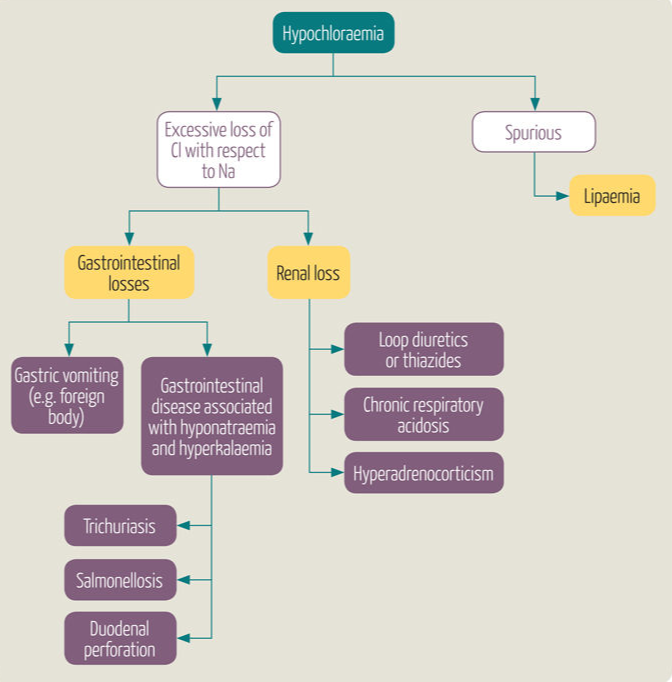 Hypochloraemia
Excessive loss of
Cl with respect
to Na
Spurious
Lipaemia
Gastrointestinal
losses
Renal loss
Gastric vomiting
(e.g. foreign
body)
Gastrointestinal
disease associated
with hyponatraemia
and hyperkalaemia
Loop diuretics
or thiazides
Chronic respiratory
acidosis
Hyperadrenocorticism
Trichuriasis
Salmonellosis
Duodenal
perforation